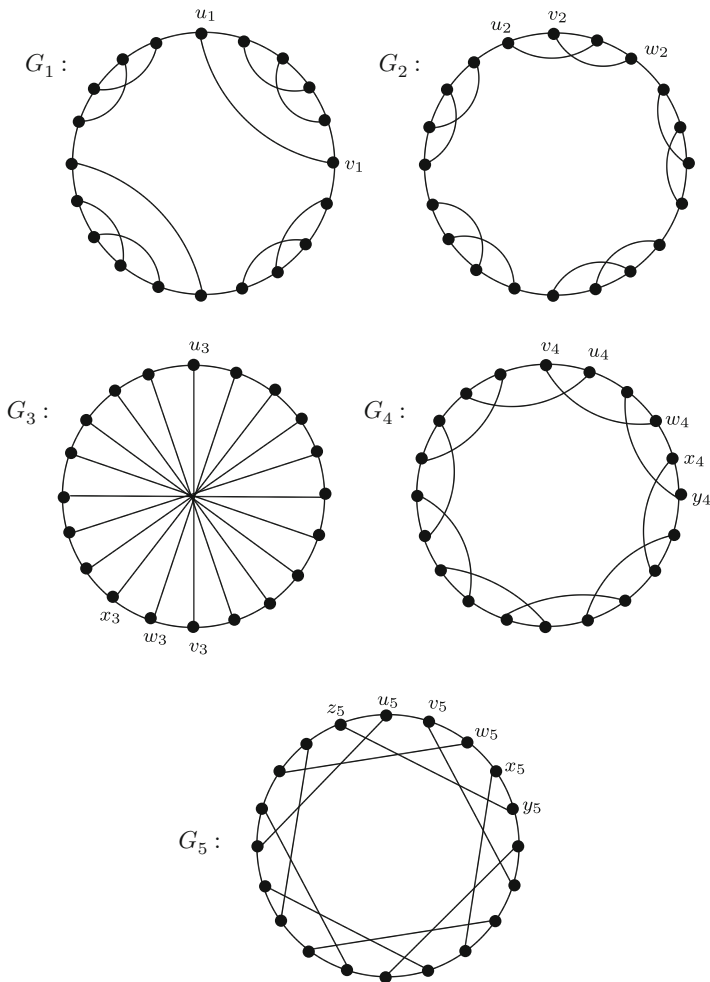 G₁ :
u₁
v₁
G₂ :
u₂
v₂
w₂
G₃ :
u₃
x₃
w₃
v₃
G₄ :
v₄
u₄
w₄
x₄
y₄
G₅ :
z₅
u₅
v₅
w₅
x₅
y₅